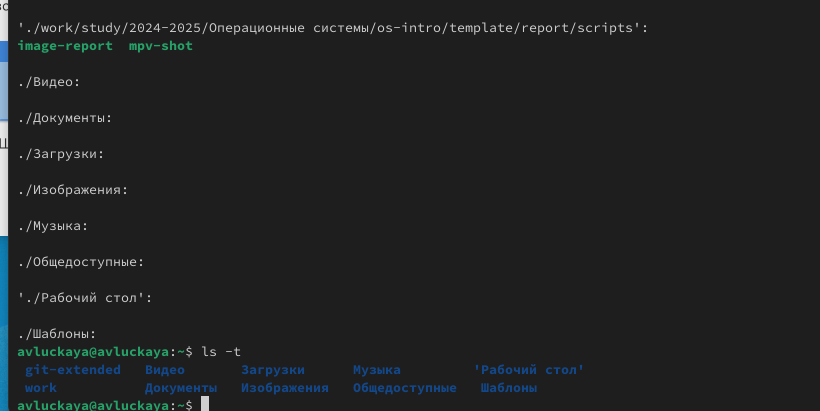 './work/study/2024-2025/Операционные системы/os-intro/template/report/scripts':
image-report  mpv-shot
./Видео:
./Документы:
./Загрузки:
./Изображения:
./Музыка:
./Общедоступные:
'./Рабочий стол':
./Шаблоны:
avluckaya@avluckaya:~$ ls -t
git-extended   Видео       Загрузки      Музыка         'Рабочий стол'
work           Документы   Изображения   Общедоступные   Шаблоны
avluckaya@avluckaya:~$